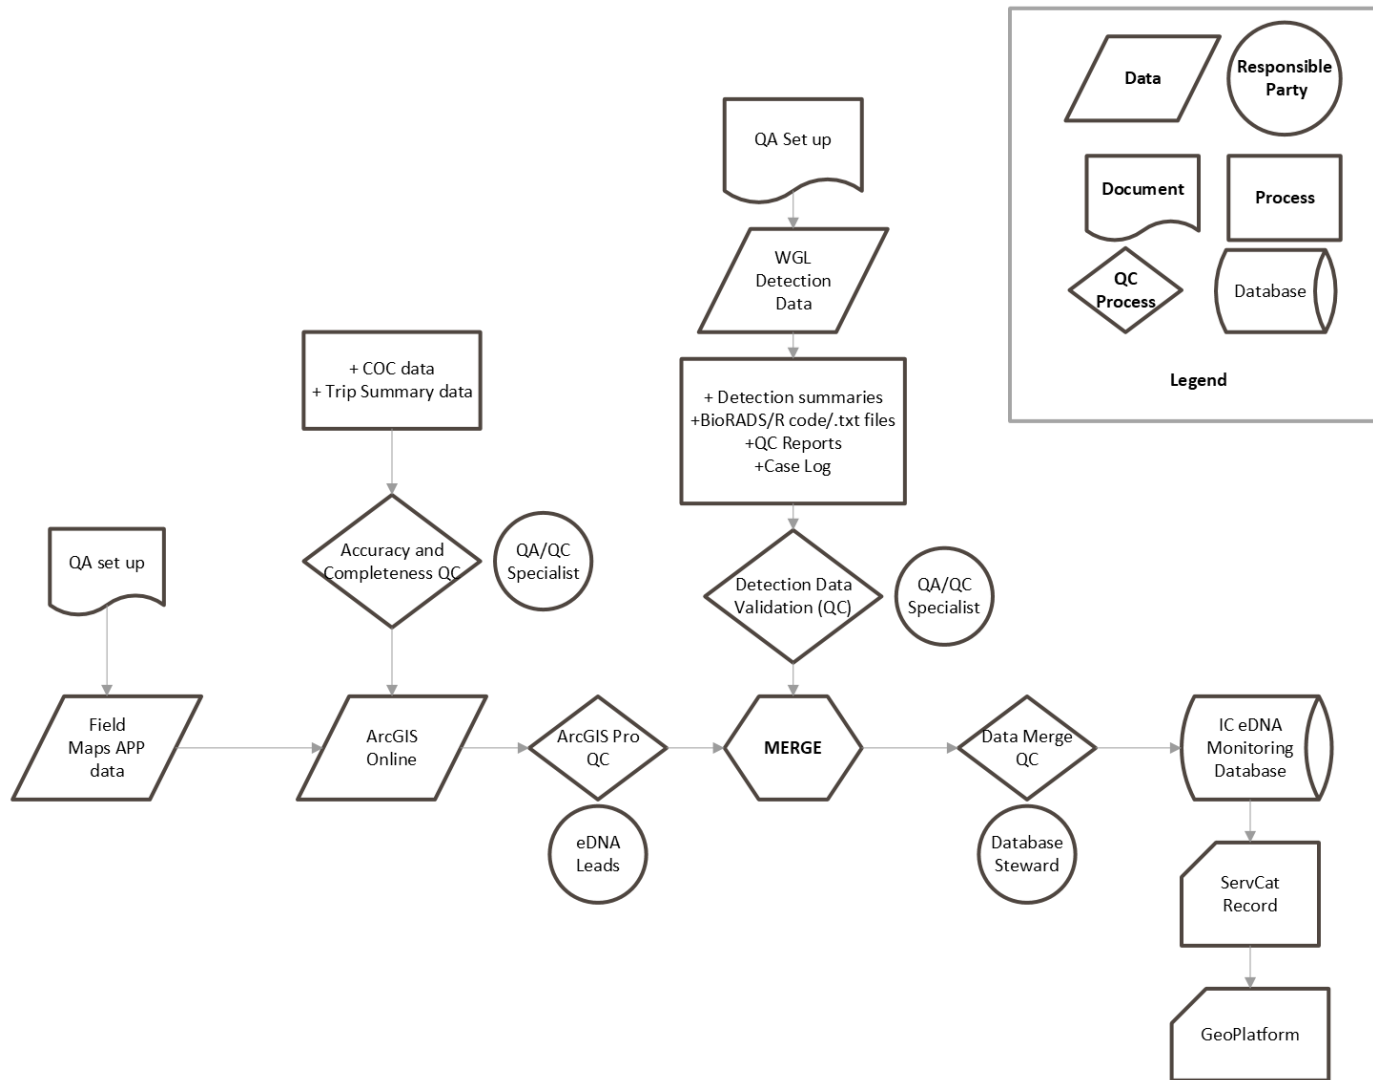 Data
Responsible
Party
Document
Process
QC
Process
Database
Legend
QA Set up
WGL
Detection
Data
+ Detection summaries
+BioRADS/R code/.txt files
+QC Reports
+Case Log
+ COC data
+ Trip Summary data
QA set up
Accuracy and
Completeness QC
QA/QC
Specialist
Detection Data
Validation (QC)
QA/QC
Specialist
Field
Maps APP
data
ArcGIS
Online
ArcGIS Pro
QC
eDNA
Leads
MERGE
Data Merge
QC
Database
Steward
IC eDNA
Monitoring
Database
ServCat
Record
GeoPlatform